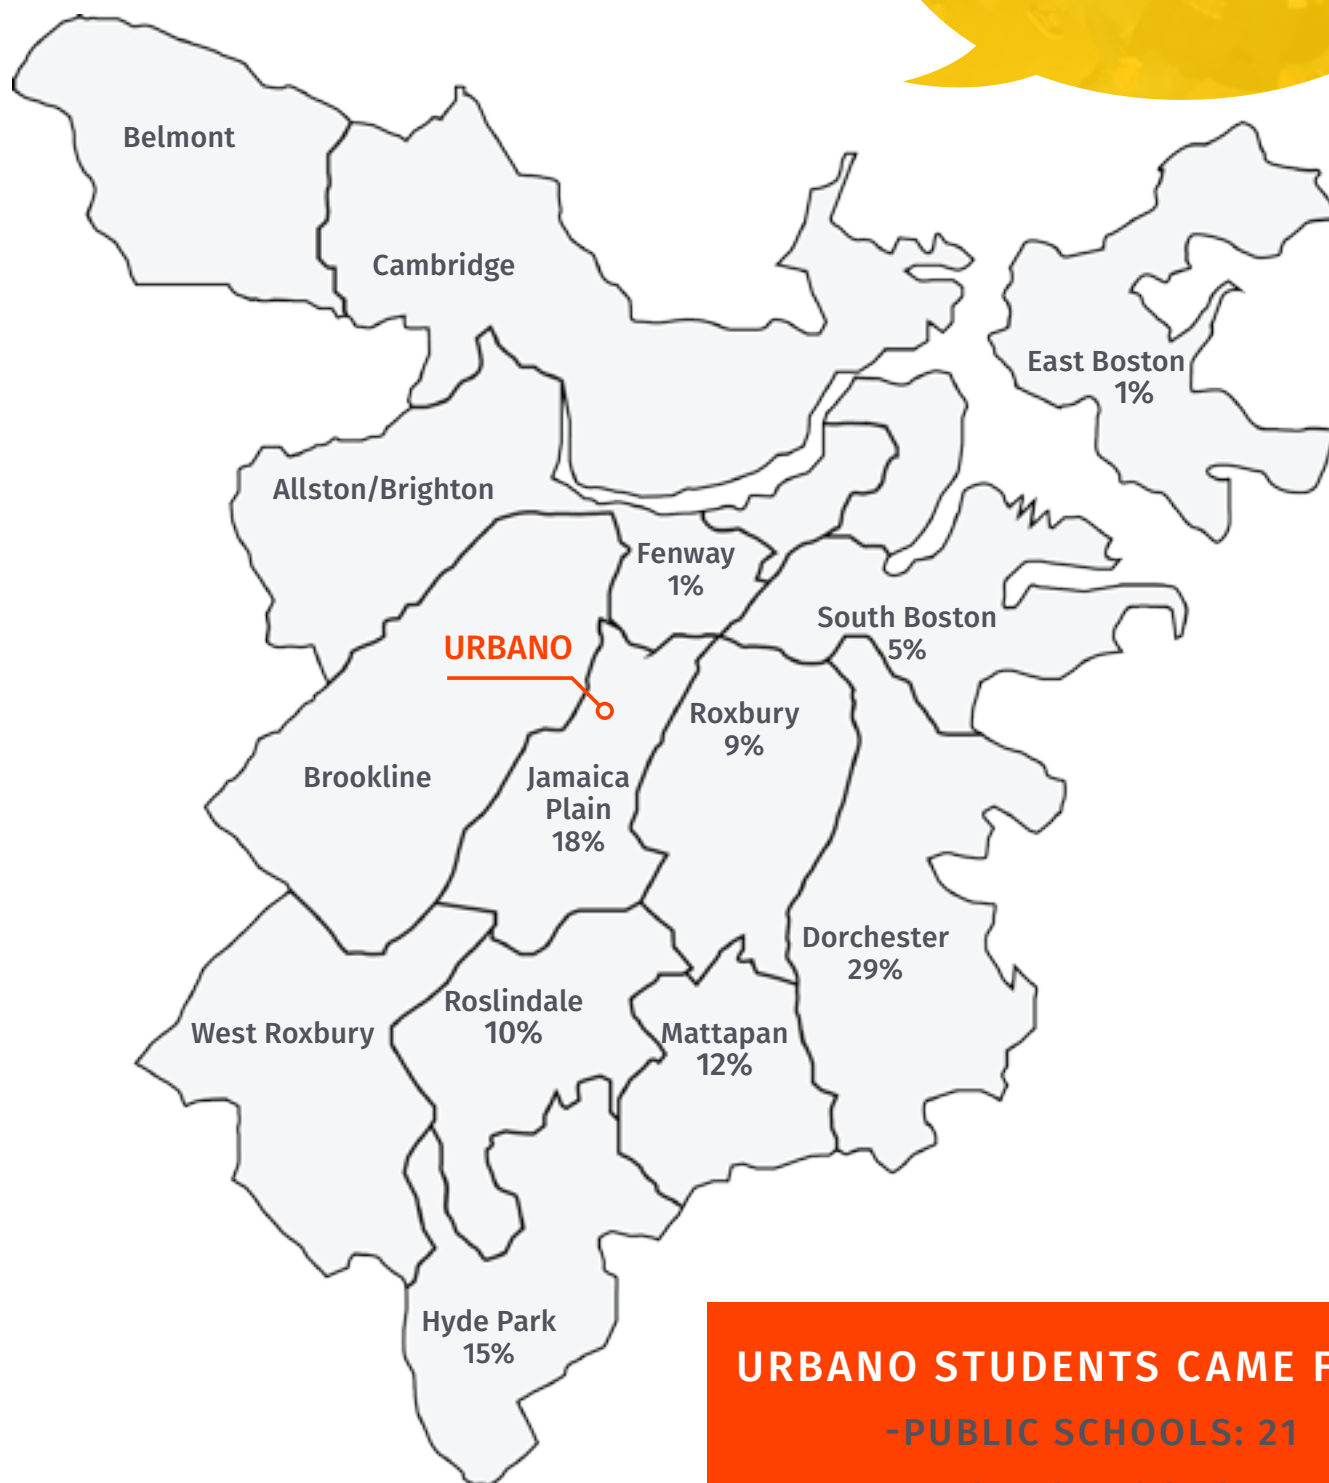 Belmont
Cambridge
East Boston
1%
Allston/Brighton
Fenway
1%
South Boston
5%
URBANO
Roxbury
9%
Brookline
Jamaica
Plain
18%
Dorchester
29%
Roslindale
10%
West Roxbury
Mattapan
12%
Hyde Park
15%
URBANO STUDENTS CAME
-PUBLIC SCHOOLS: 21